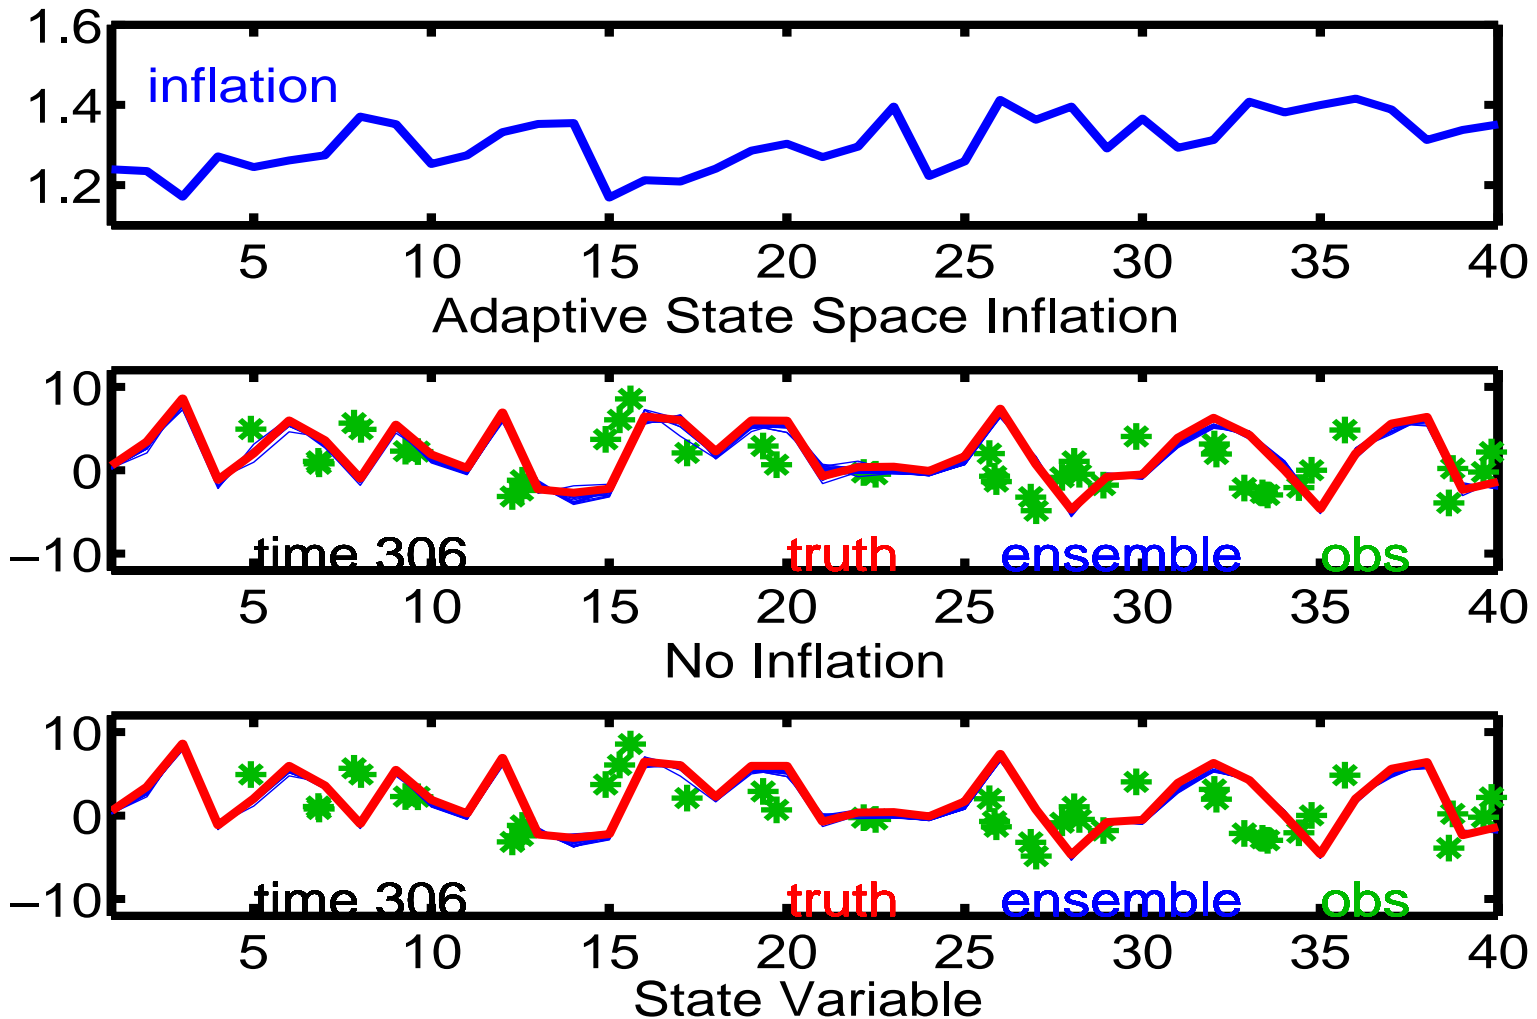 1.6
inflation
1.4
1.2
5 10 15 20 25 30 35 40
Adaptive State Space Inflation
10
0
−10
time 306 truth ensemble obs
5 10 15 20 25 30 35 40
No Inflation
10
0
−10
time 306 truth ensemble obs
5 10 15 20 25 30 35 40
State Variable